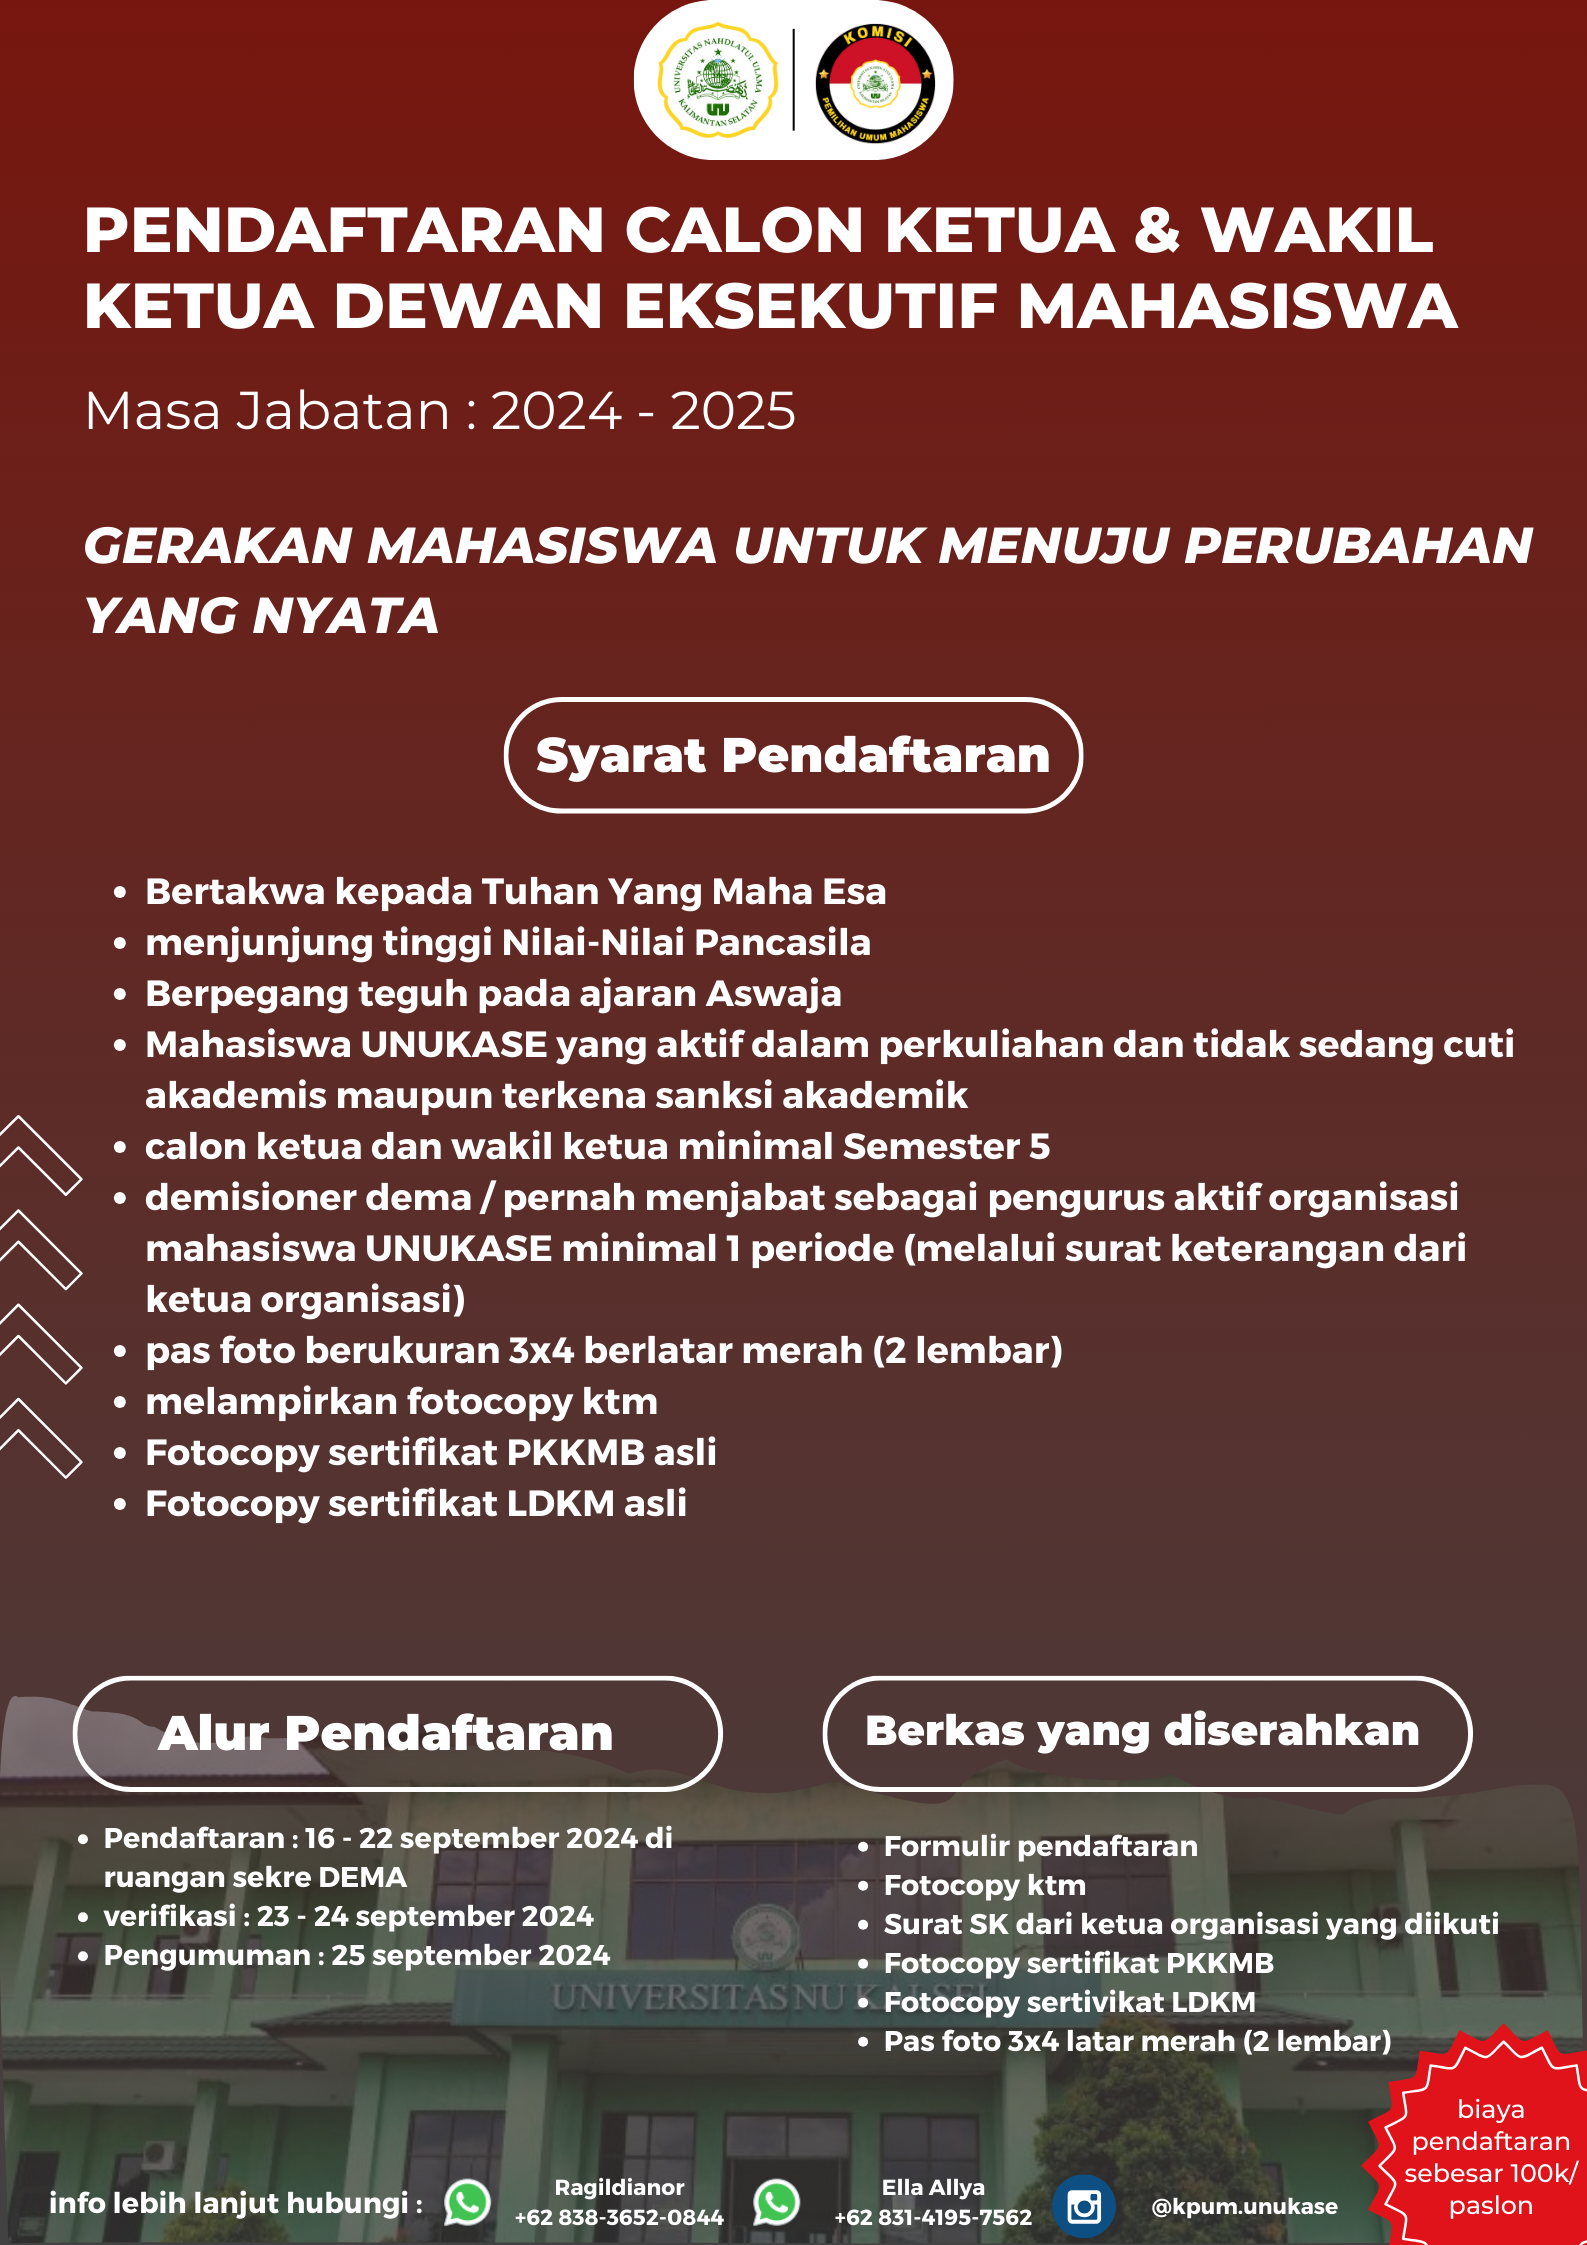 UNIVERSITAS NAHDLATUL ULAMA
KALIMANTAN SELATAN
UNU
KOMISI
PEMILIHAN UMUM MAHASISWA
PENDAFTARAN CALON KETUA & WAKIL
KETUA DEWAN EKSEKUTIF MAHASISWA
Masa Jabatan : 2024 - 2025
GERAKAN MAHASISWA UNTUK MENUJU PERUBAHAN
YANG NYATA
Syarat Pendaftaran
• Bertakwa kepada Tuhan Yang Maha Esa
• menjunjung tinggi Nilai-Nilai Pancasila
• Berpegang teguh pada ajaran Aswaja
• Mahasiswa UNUKASE yang aktif dalam perkuliahan dan tidak sedang cuti
akademis maupun terkena sanksi akademik
• calon ketua dan wakil ketua minimal Semester 5
• demisioner dema / pernah menjabat sebagai pengurus aktif organisasi
mahasiswa UNUKASE minimal 1 periode (melalui surat keterangan dari
ketua organisasi)
• pas foto berukuran 3x4 berlatar merah (2 lembar)
• melampirkan fotocopy ktm
• Fotocopy sertifikat PKKMB asli
• Fotocopy sertifikat LDKM asli
Alur Pendaftaran
• Pendaftaran : 16 - 22 september 2024 di
ruangan sekre DEMA
• verifikasi : 23 - 24 september 2024
• Pengumuman : 25 september 2024
Berkas yang diserahkan
• Formulir pendaftaran
• Fotocopy ktm
• Surat SK dari ketua organisasi yang diikuti
• Fotocopy sertifikat PKKMB
• Fotocopy sertivikat LDKM
• Pas foto 3x4 latar merah (2 lembar)
UNIVERSITAS NU KALSEL
biaya
pendaftaran
sebesar 100k/
paslon
info lebih lanjut hubungi :
Ragildianor
+62 838-3652-0844
Ella Allya
+62 831-4195-7562
@kpum.unukase